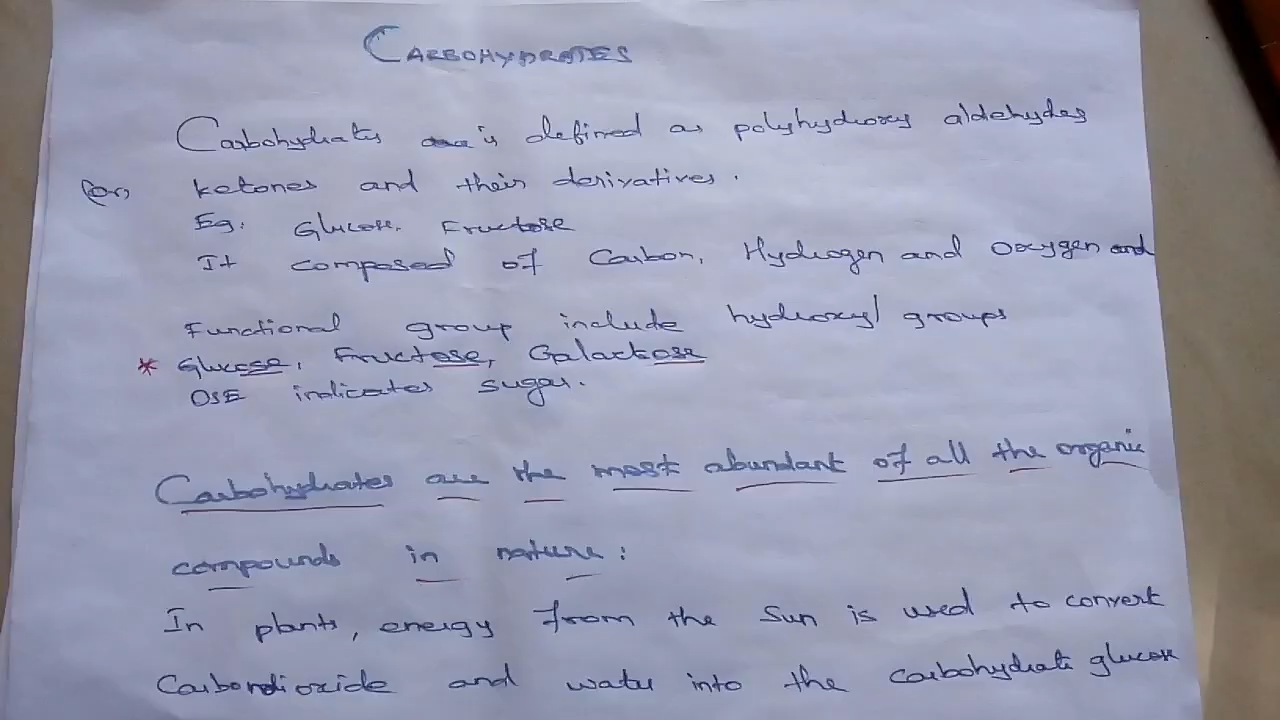 CARBOHYDRATES
Carbohydrates is defined as polyhydroxy aldehydes
(or) ketones and their derivatives.
Eg: Glucose, Fructose
It composed of Carbon, Hydrogen and Oxygen and
Functional group include hydroxyl groups
* Glucose, Fructose, Galactose
OSE indicates sugar.
Carbohydrates are the most abundant of all the organic
compounds in nature:
In plants, energy from the Sun is used to convert
Carbondioxide and water into the carbohydrate glucose